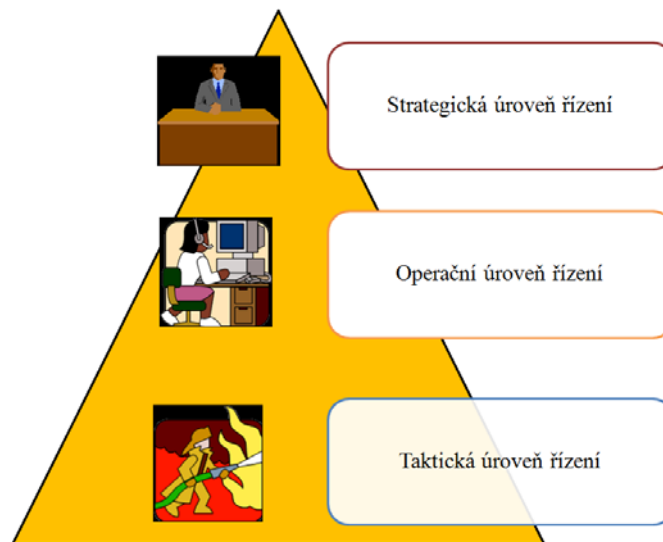 Strategická úroveň řízení
Operační úroveň řízení
Taktická úroveň řízení